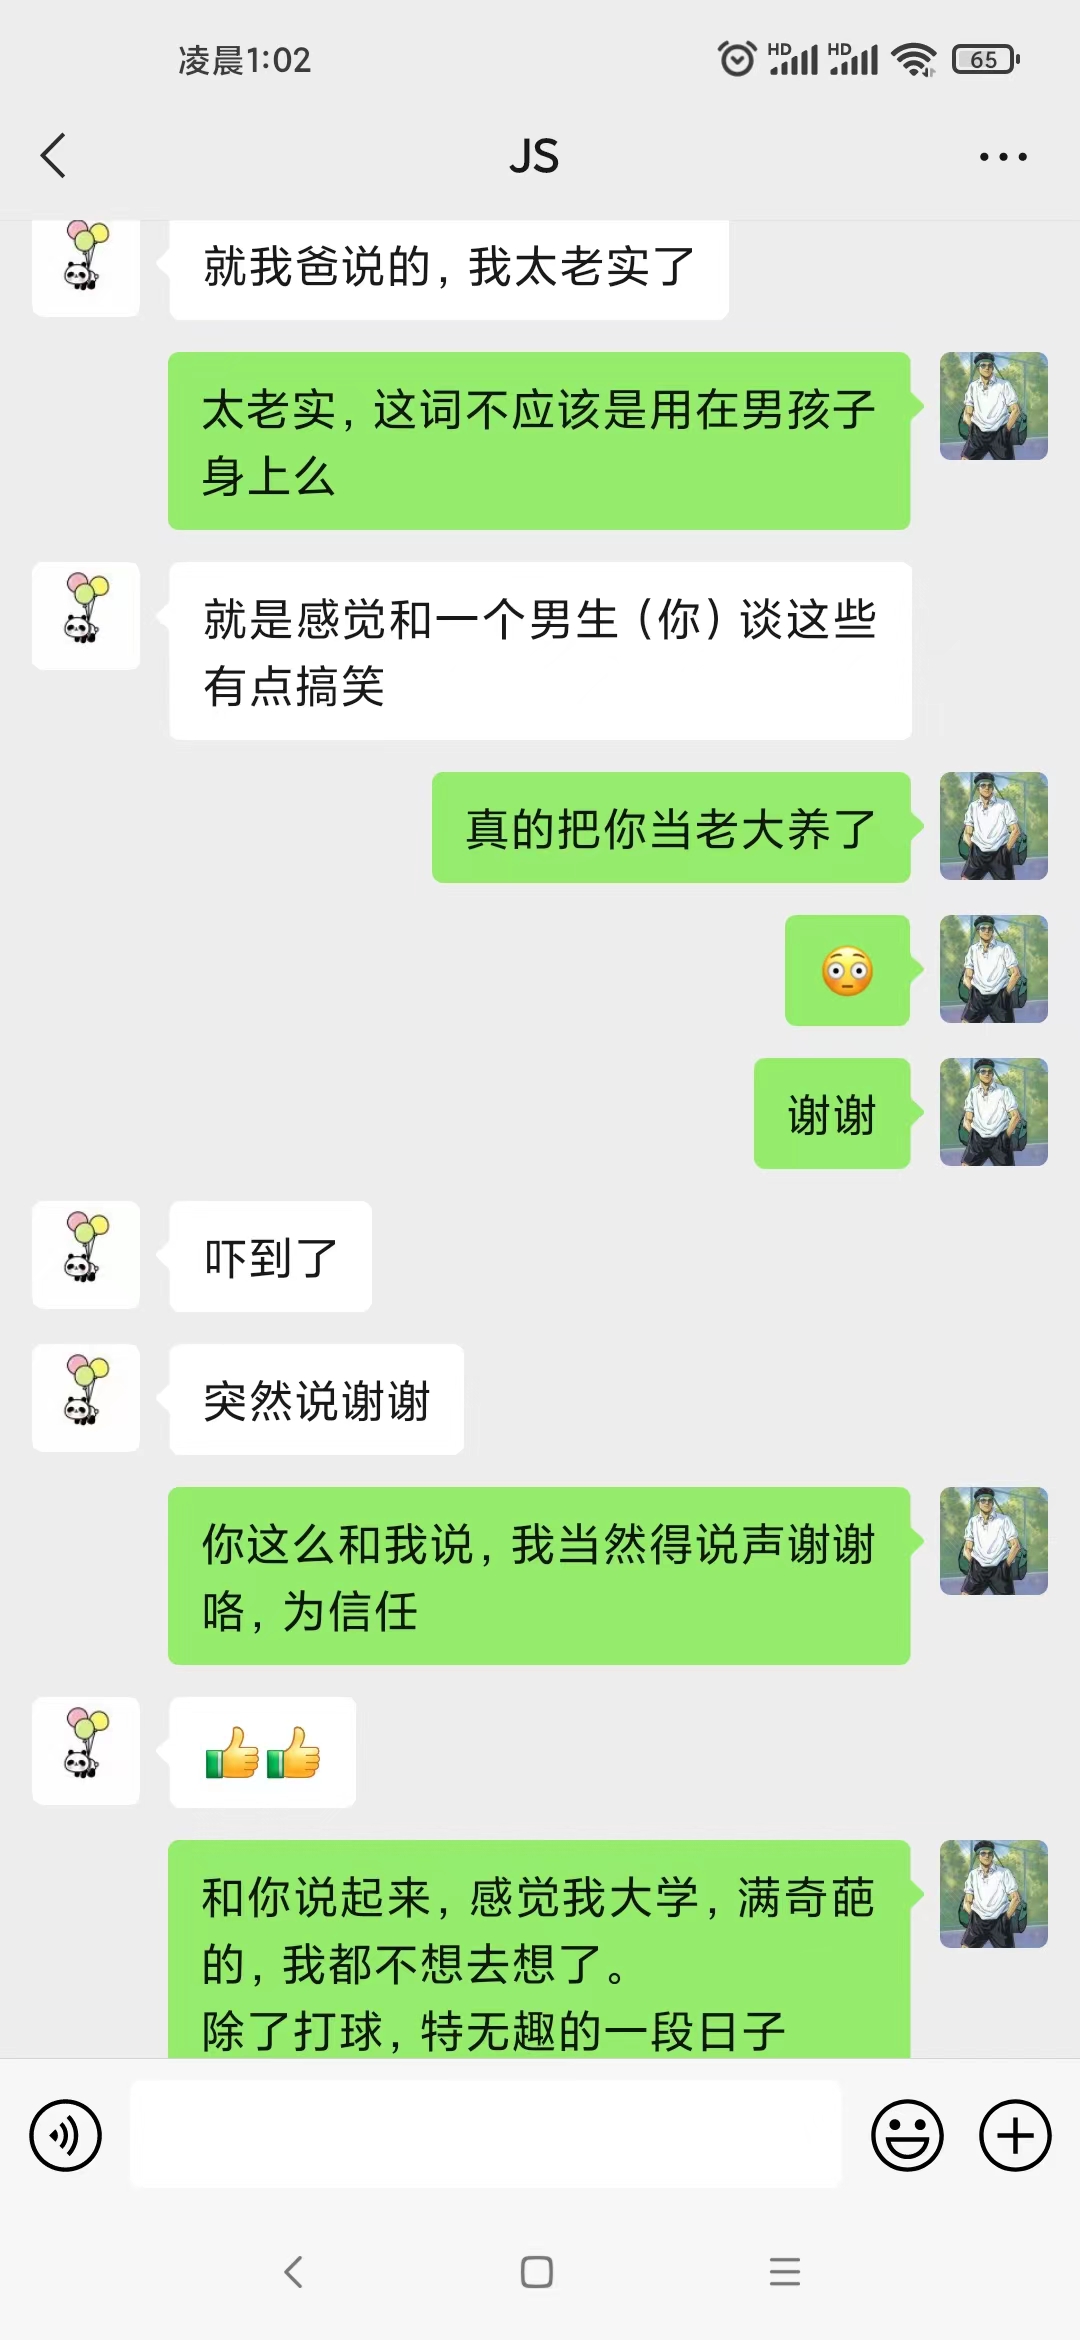 凌晨1:02
HD HD 65
JS
就我爸说的，我太老实了
太老实，这词不应该是用在男孩子
身上么
就是感觉和一个男生（你）谈这些
有点搞笑
真的把你当老大养了
谢谢
吓到了
突然说谢谢
你这么和我说，我当然得说声谢谢
咯，为信任
和你说起来，感觉我大学，满奇葩
的，我都不想去想了。
除了打球，特无趣的一段日子